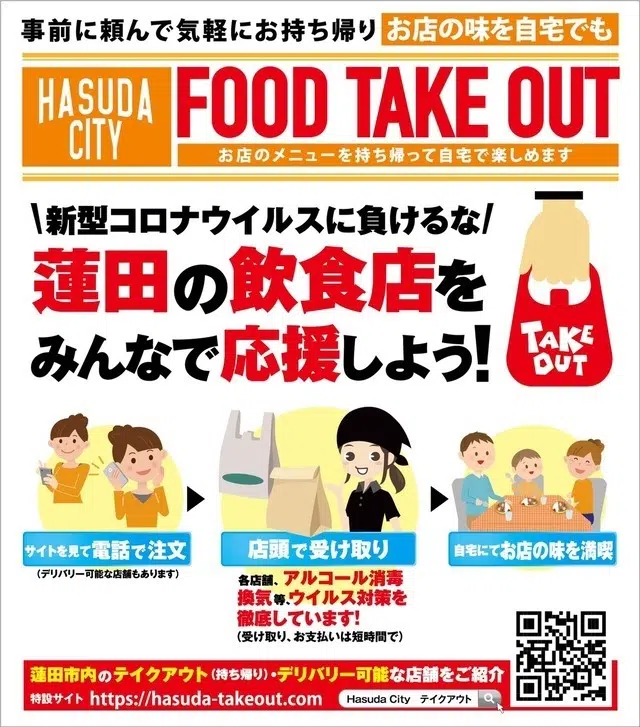 事前に頼んで気軽にお持ち帰り お店の味を自宅でも
HASUDA
CITY
FOOD TAKE OUT
お店のメニューを持ち帰って自宅で楽しめます
\新型コロナウイルスに負けるな/
蓮田の飲食店を
みんなで応援しよう!
TAKE
OUT
サイトを見て電話で注文
(デリバリー可能な店舗もあります)
店頭で受け取り
各店舗、アルコール消毒
換気等、ウイルス対策を
徹底しています!
(受け取り、お支払いは短時間で)
自宅にてお店の味を満喫
蓮田市内のテイクアウト(持ち帰り)・デリバリー可能な店舗をご紹介
特設サイト https://hasuda-takeout.com
Hasuda City テイクアウト